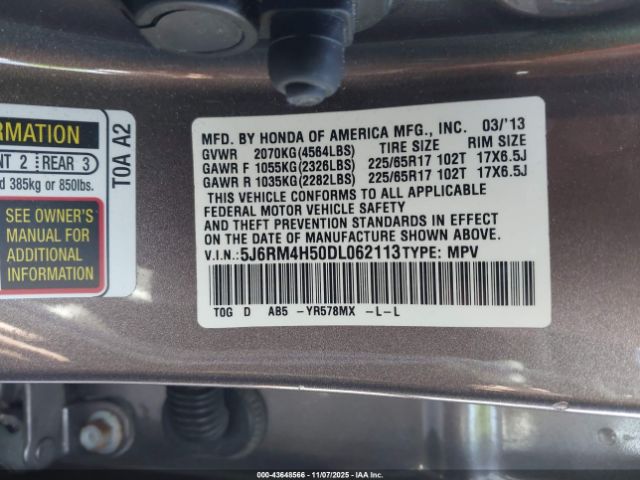 RMATION
NT 2 REAR 3
d 385kg or 850lbs.
SEE OWNER'S
MANUAL FOR
ADDITIONAL
INFORMATION
T0A A2
MFD. BY HONDA OF AMERICA MFG., INC. 03/'13
GVWR 2070KG(4564LBS) TIRE SIZE RIM SIZE
GAWR F 1055KG(2326LBS) 225/65R17 102T 17X6.5J
GAWR R 1035KG(2282LBS) 225/65R17 102T 17X6.5J
THIS VEHICLE CONFORMS TO ALL APPLICABLE
FEDERAL MOTOR VEHICLE SAFETY
AND THEFT PREVENTION STANDARDS IN EFFECT
ON THE DATE OF MANUFACTURE SHOWN ABOVE.
V.I.N.:5J6RM4H50DL062113TYPE: MPV
T0G D AB5 -YR578MX -L-L
000-43648566 - 11/07/2025 - IAA Inc.